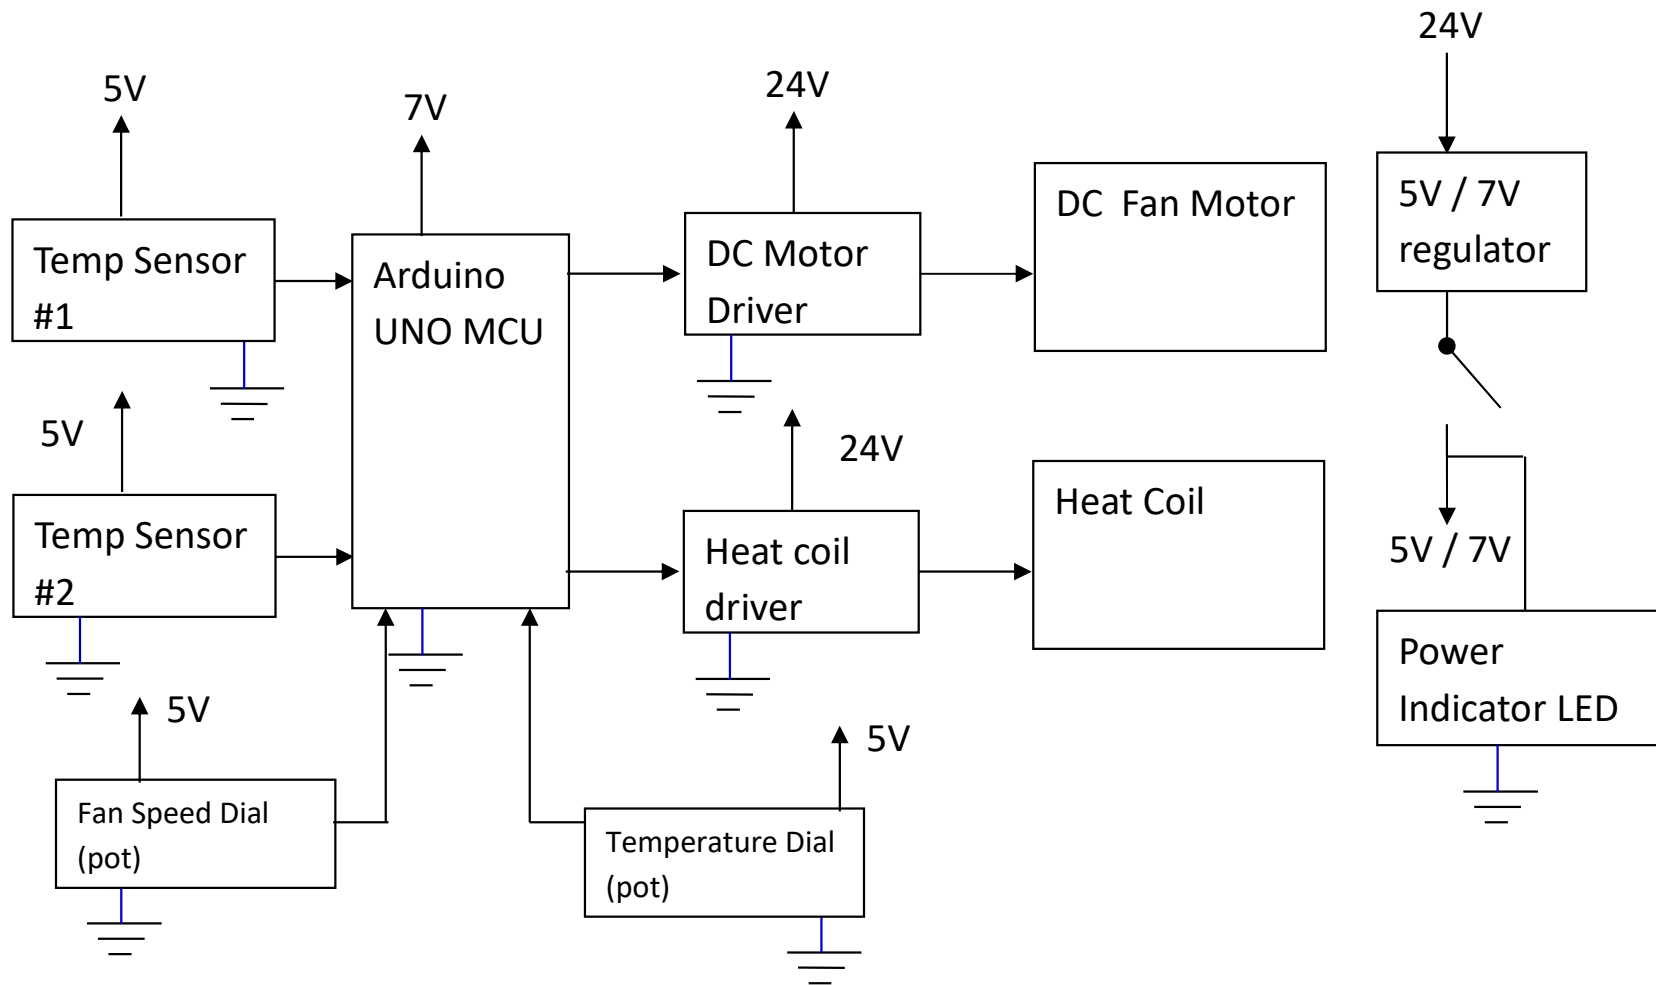 24V
5V
7V
24V
DC  Fan Motor
5V / 7V
regulator
Temp Sensor
#1
Arduino
UNO MCU
DC Motor
Driver
5V
24V
Temp Sensor
#2
Heat coil
driver
Heat Coil
5V / 7V
Power
Indicator LED
5V
5V
Fan Speed Dial
(pot)
Temperature Dial
(pot)